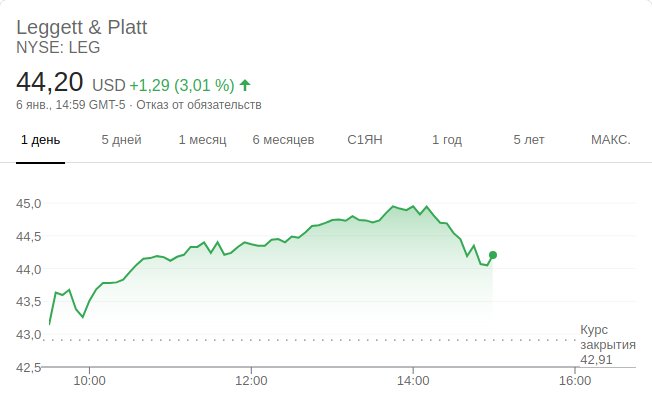 Leggett & Platt
NYSE: LEG
44,20 USD +1,29 (3,01 %)
6 янв., 14:59 GMT-5 · Отказ от обязательств
1 день 5 дней 1 месяц 6 месяцев С1ЯН 1 год 5 лет МАКС.
45,0
44,5
44,0
43,5
43,0
Курс
закрытия
42,91
42,5
10:00 12:00 14:00 16:00